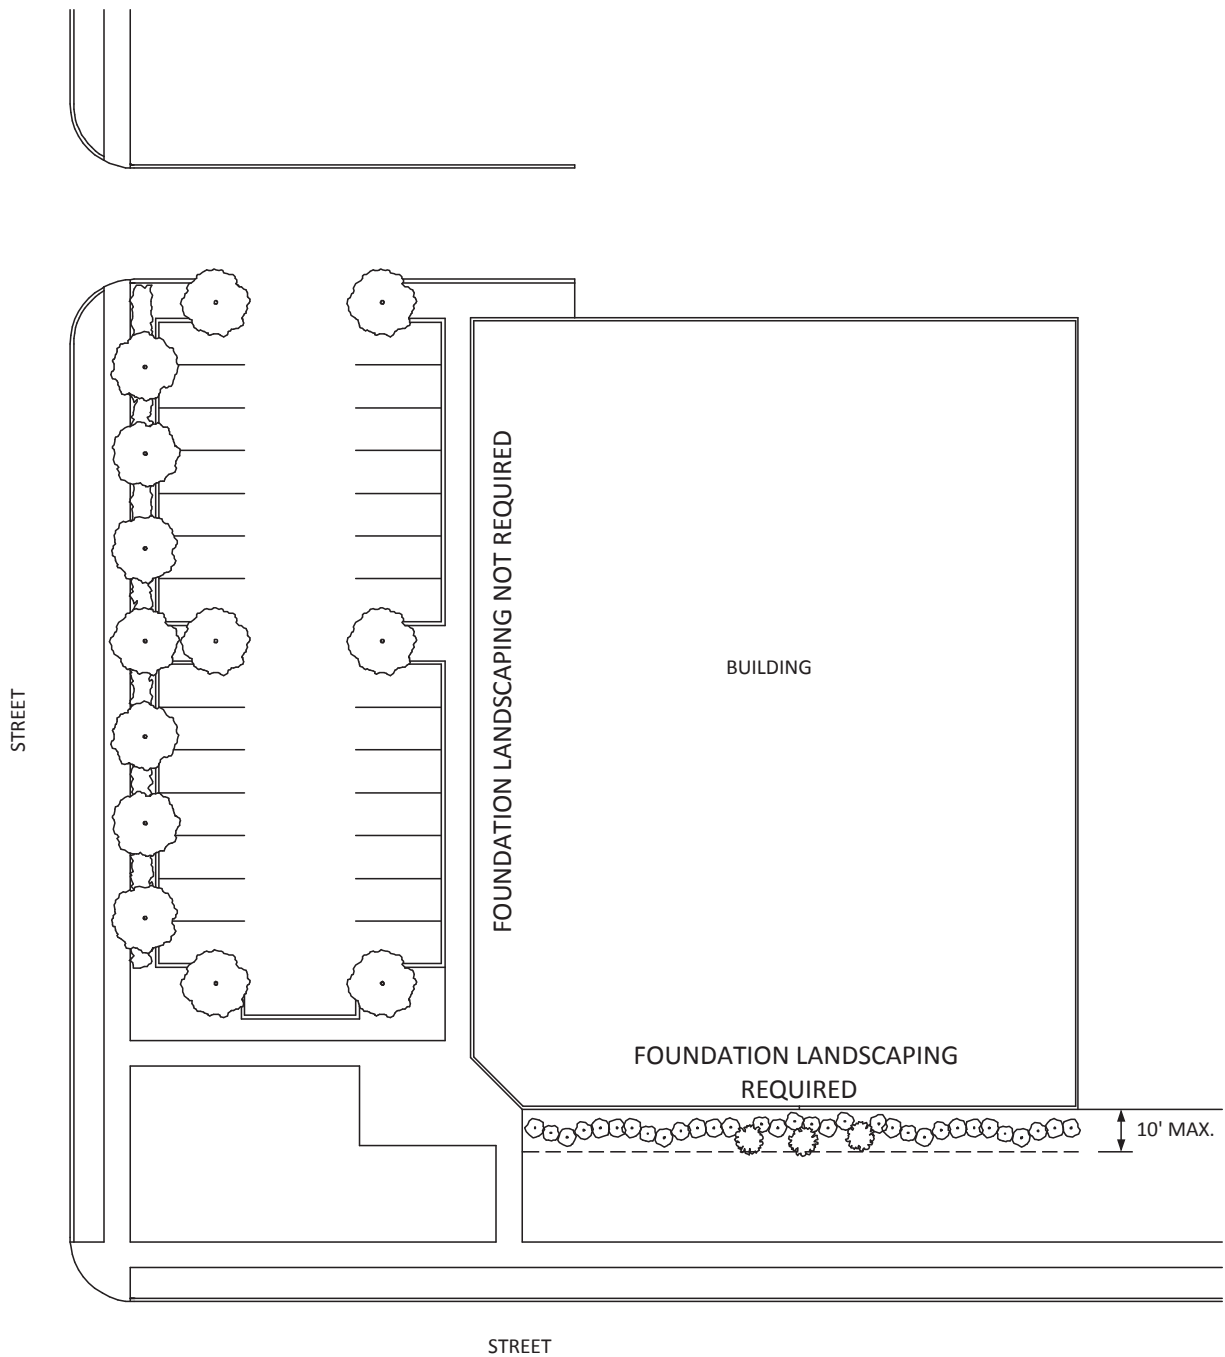 FOUNDATION LANDSCAPING NOT REQUIRED
BUILDING
STREET
FOUNDATION LANDSCAPING
REQUIRED
10' MAX.
STREET